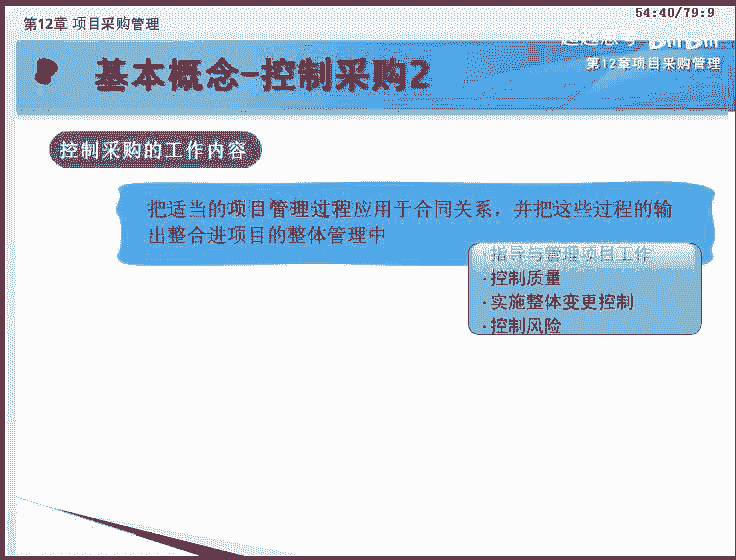 54:40/79:9
第12章 项目采购管理
第12章项目采购管理
基本概念-控制采购2
控制采购的工作内容
把适当的项目管理过程应用于合同关系，并把这些过程的输
出整合进项目的整体管理中
·指导与管理项目工作
·控制质量
·实施整体变更控制
·控制风险